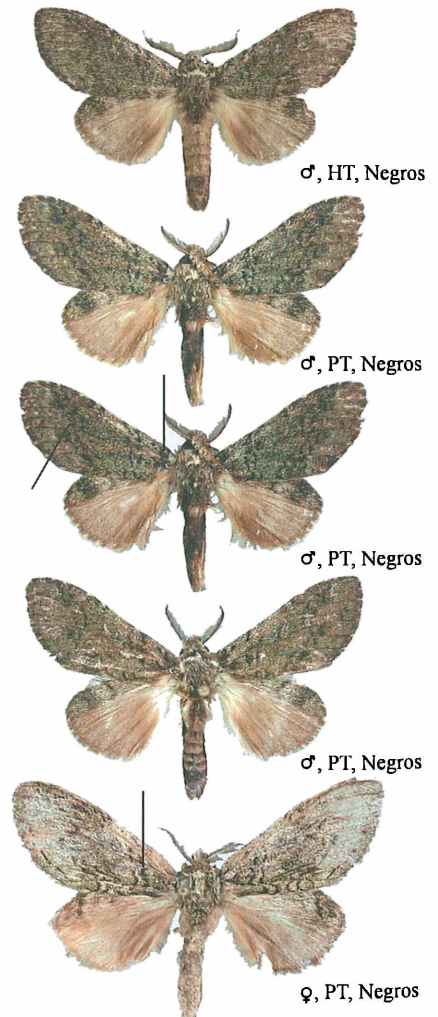 ♂, HT, Negros
♂, PT, Negros
♂, PT, Negros
♂, PT, Negros
♀, PT, Negros